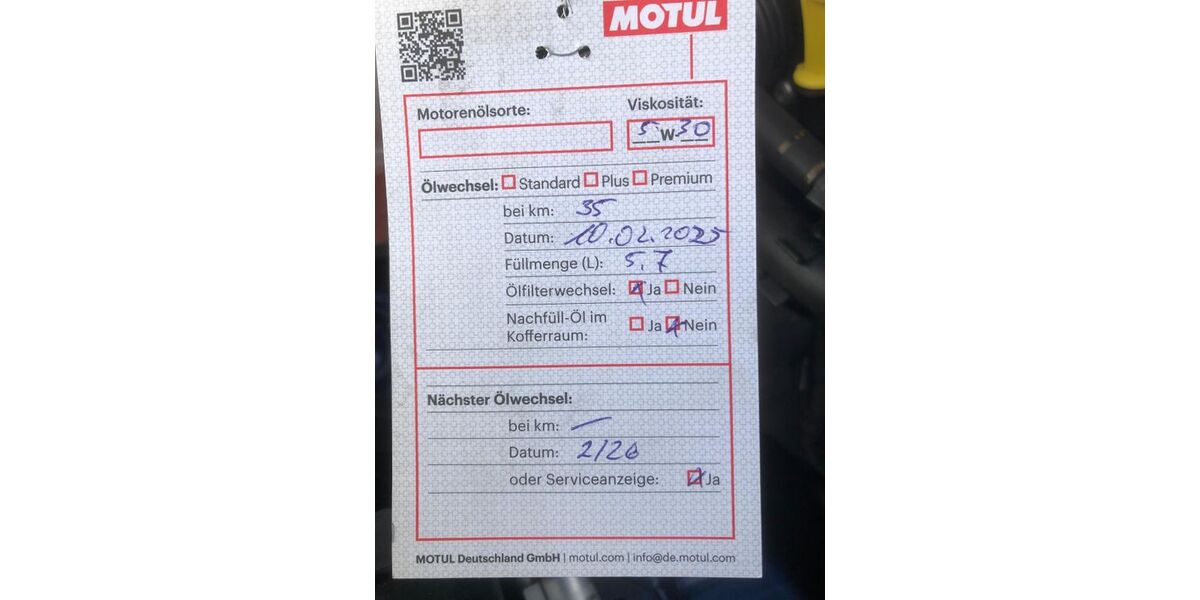 MOTUL
Motorenölsorte:
Viskosität:
5 W 30
Ölwechsel: Standard Plus Premium
bei km: 35
Datum: 10.02.2025
Füllmenge (L): 5,7
Ölfilterwechsel: Ja Nein
Nachfüll-Öl im
Kofferraum: Ja Nein
Nächster Ölwechsel:
bei km: —
Datum: 2/26
oder Serviceanzeige: Ja
MOTUL Deutschland GmbH | motul.com | info@de.motul.com